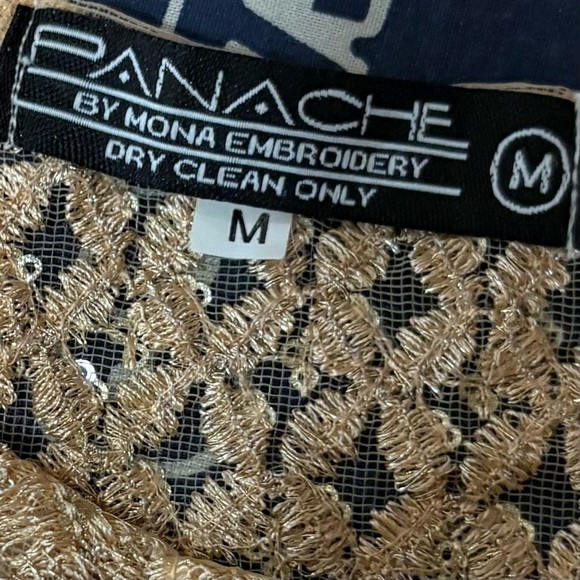 PANACHE
BY MONA EMBROIDERY
DRY CLEAN ONLY
M
M